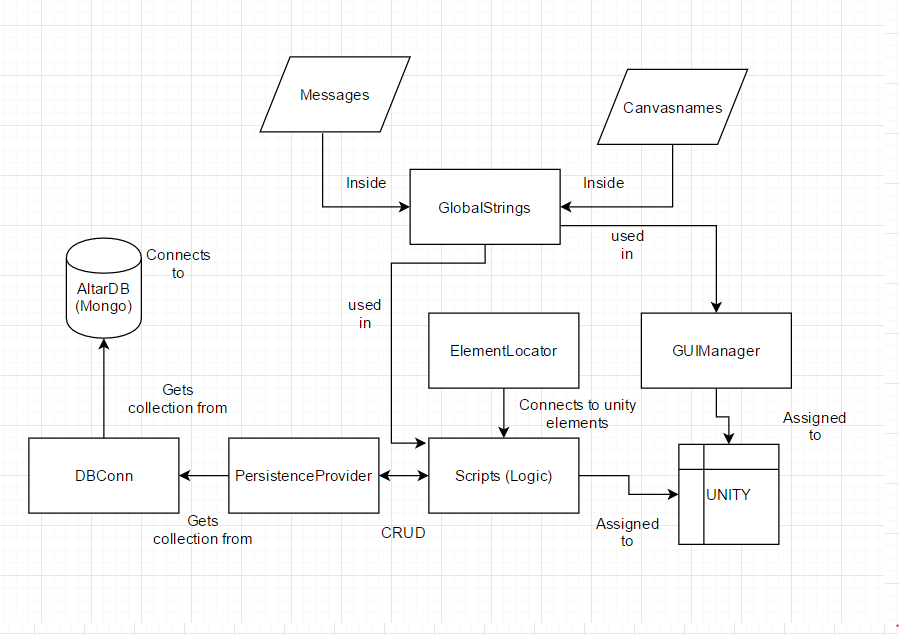 Messages
Canvasnames
Inside
Inside
GlobalStrings
used
in
Connects
to
AltarDB
(Mongo)
used
in
ElementLocator
GUIManager
Gets
collection from
Connects to unity
elements
Assigned
to
DBConn
PersistenceProvider
Scripts (Logic)
UNITY
Gets
collection from
CRUD
Assigned
to